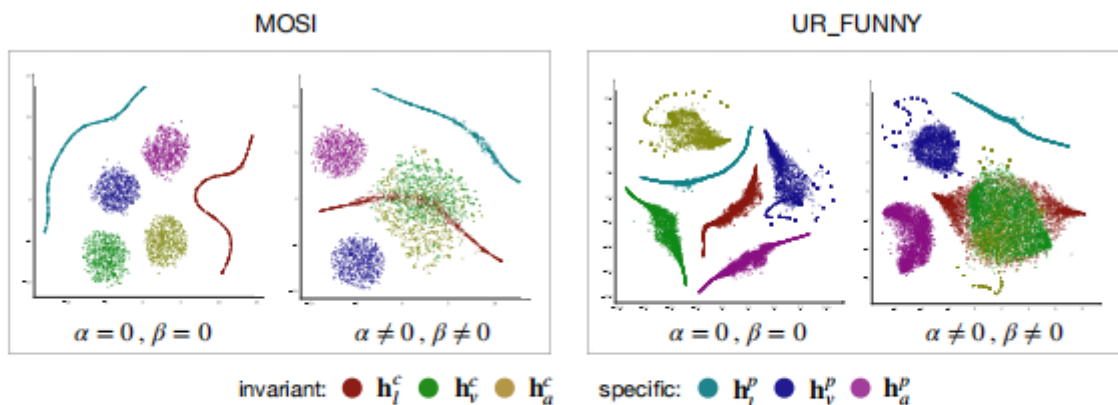 MOSI
UR_FUNNY
α = 0 , β = 0
α ≠ 0 , β ≠ 0
α = 0 , β = 0
α ≠ 0 , β ≠ 0
invariant: h_l^c h_v^c h_a^c specific: h_l^p h_v^p h_a^p